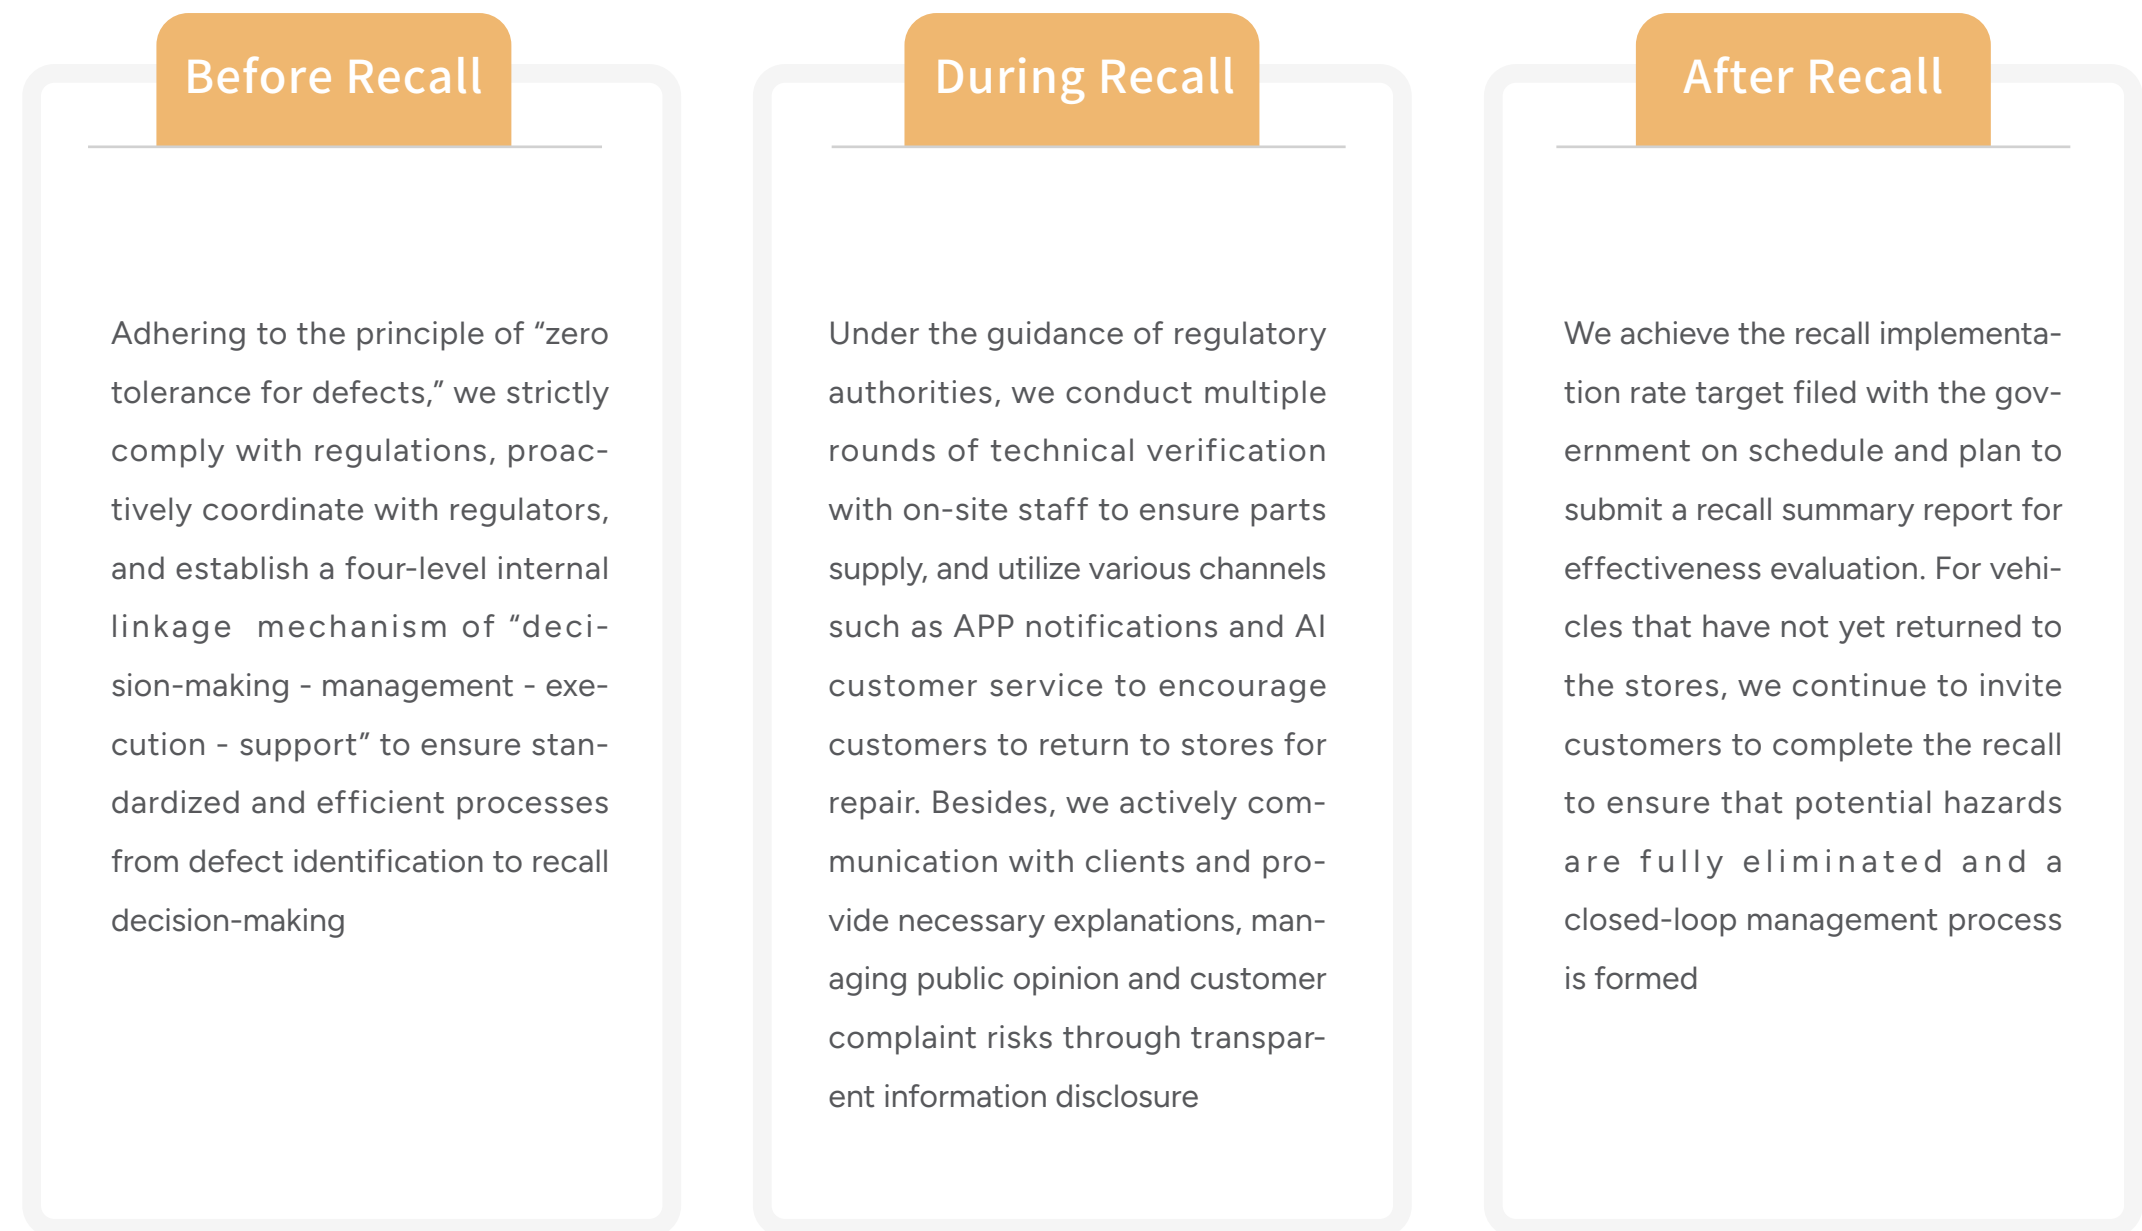 Before Recall
Adhering to the principle of “zero
tolerance for defects,” we strictly
comply with regulations, proac-
tively coordinate with regulators,
and establish a four-level internal
linkage mechanism of “deci-
sion-making - management - exe-
cution - support” to ensure stan-
dardized and efficient processes
from defect identification to recall
decision-making
During Recall
Under the guidance of regulatory
authorities, we conduct multiple
rounds of technical verification
with on-site staff to ensure parts
supply, and utilize various channels
such as APP notifications and AI
customer service to encourage
customers to return to stores for
repair. Besides, we actively com-
munication with clients and pro-
vide necessary explanations, man-
aging public opinion and customer
complaint risks through transpar-
ent information disclosure
After Recall
We achieve the recall implementa-
tion rate target filed with the gov-
ernment on schedule and plan to
submit a recall summary report for
effectiveness evaluation. For vehi-
cles that have not yet returned to
the stores, we continue to invite
customers to complete the recall
to ensure that potential hazards
are fully eliminated and a
closed-loop management process
is formed